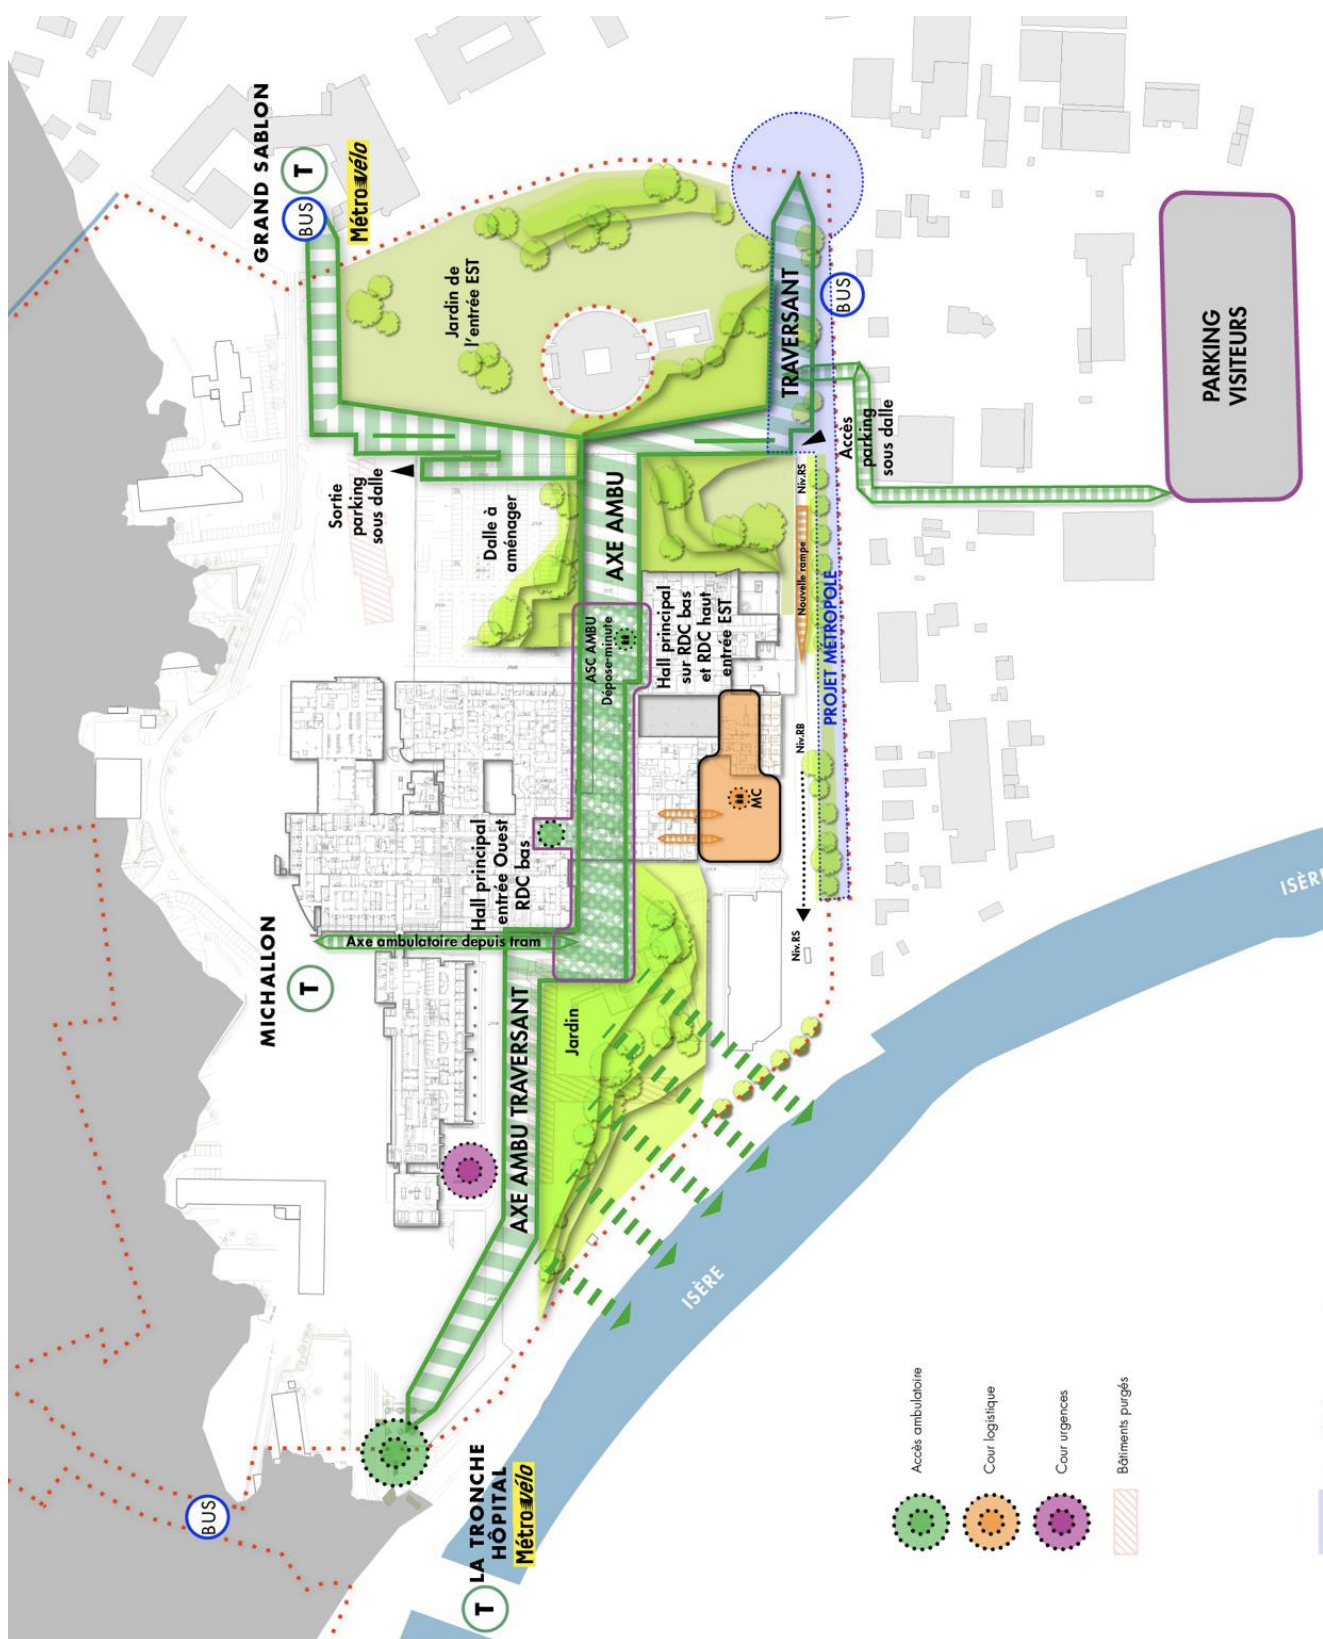 LA TRONCHE
HÔPITAL
Métrovélo
T
BUS
MICHALLON
T
GRAND SABLON
BUS
T
Métrovélo
Sortie
parking
sous dalle
Dalle à
aménager
Jardin de
l'entrée EST
Hall principal
entrée Ouest
RDC bas
Axe ambulatoire depuis tram
AXE AMBU TRAVERSANT
Jardin
ASC AMBU
Dépose-minute
AXE AMBU
TRAVERSANT
Hall principal
sur RDC bas
et RDC haut
entrée EST
MC
Niv.RS
Niv.RB
Nouvelle rampe
Niv.RS
PROJET MÉTROPOLE
Accès
parking
sous dalle
BUS
PARKING
VISITEURS
ISÈRE
ISÈRE
Accès ambulatoire
Cour logistique
Cour urgences
Bâtiments purgés